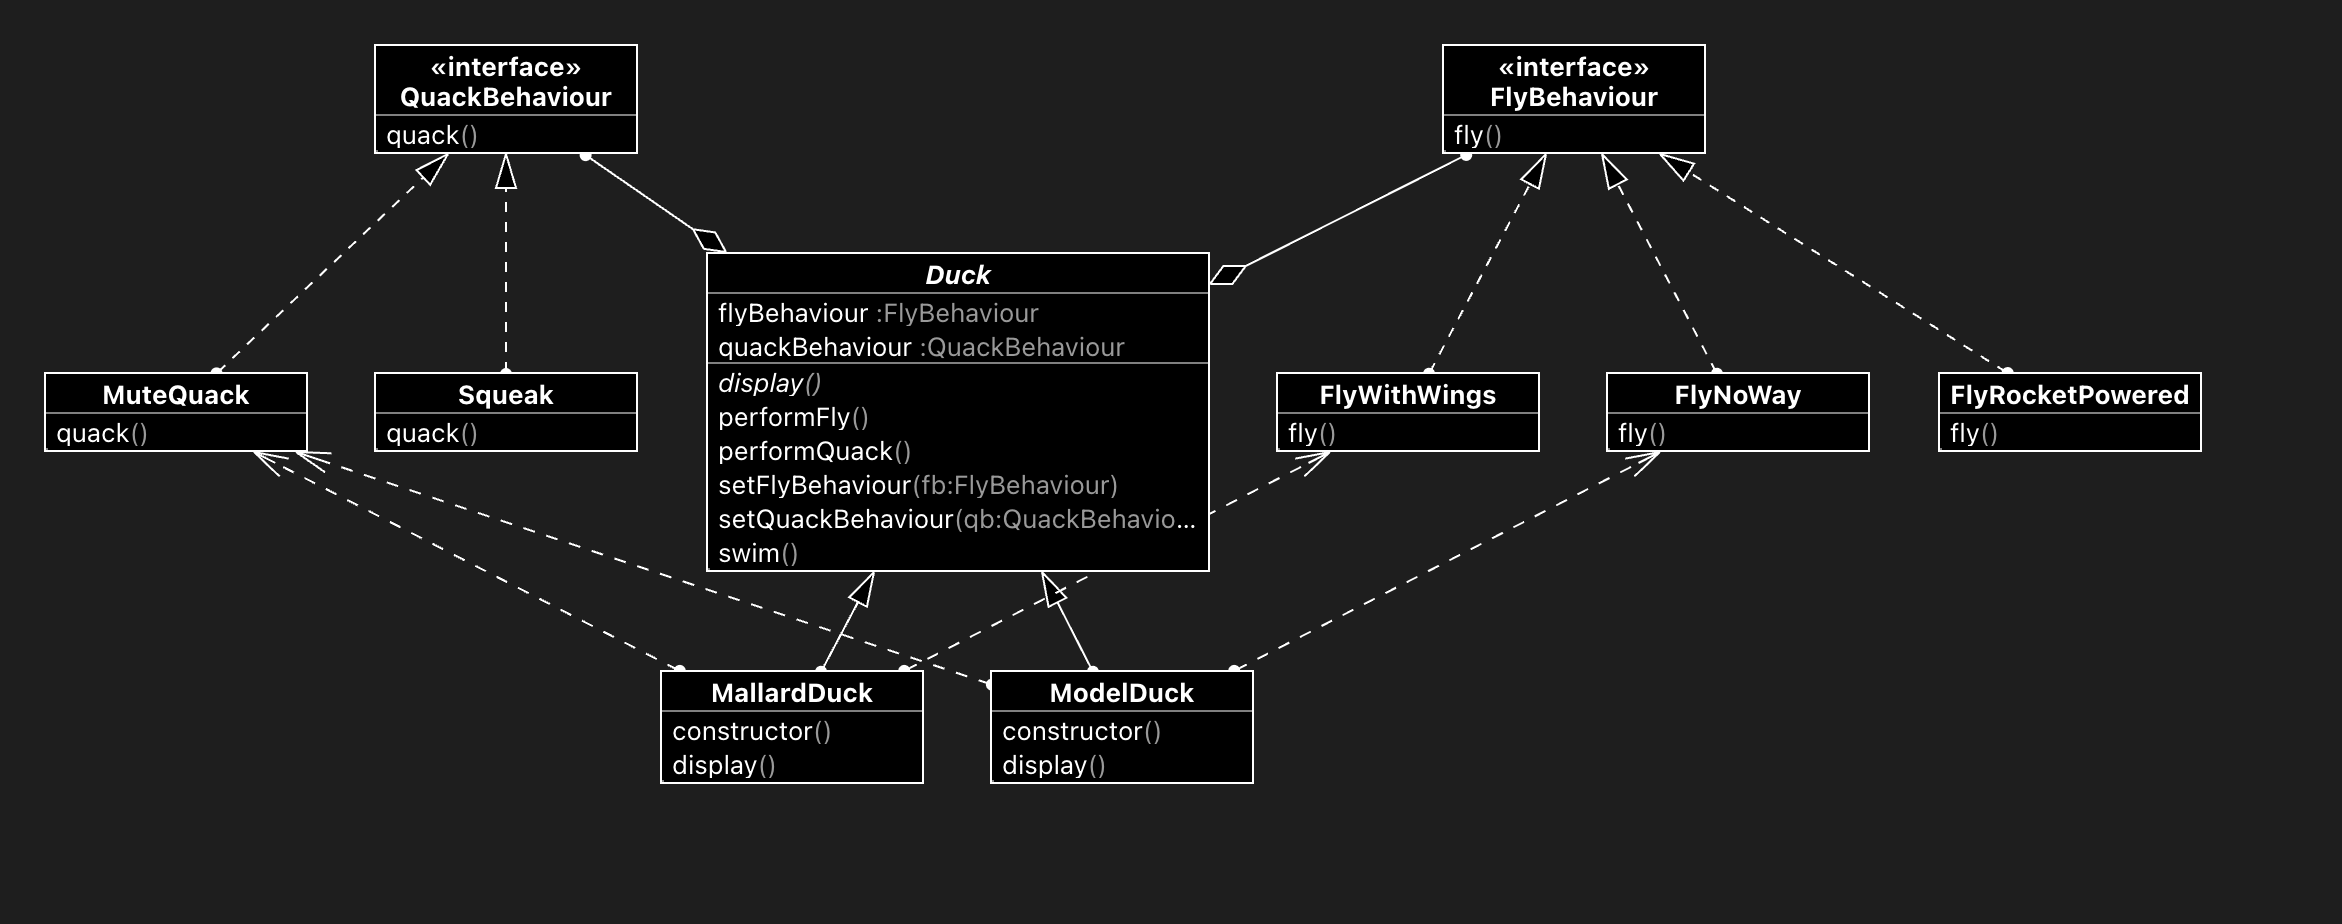 «interface»
QuackBehaviour
quack()
«interface»
FlyBehaviour
fly()
Duck
flyBehaviour :FlyBehaviour
quackBehaviour :QuackBehaviour
display()
performFly()
performQuack()
setFlyBehaviour(fb:FlyBehaviour)
setQuackBehaviour(qb:QuackBehavio...
swim()
MuteQuack
quack()
Squeak
quack()
FlyWithWings
fly()
FlyNoWay
fly()
FlyRocketPowered
fly()
MallardDuck
constructor()
display()
ModelDuck
constructor()
display()